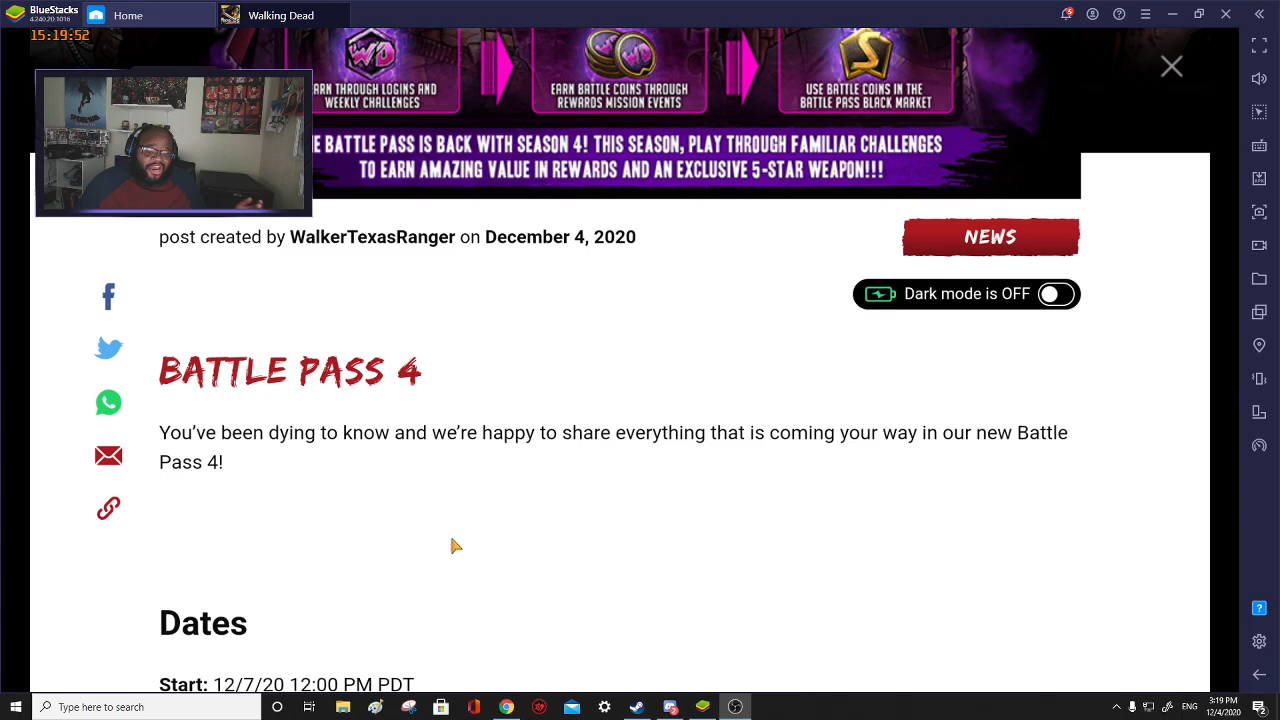 BlueStacks
4.240.20.1016
Home
Walking Dead
5
15:19:52
ARN THROUGH LOGINS AND
WEEKLY CHALLENGES
EARN BATTLE COINS THROUGH
REWARDS MISSION EVENTS
USE BATTLE COINS IN THE
BATTLE PASS BLACK MARKET
E BATTLE PASS IS BACK WITH SEASON 4! THIS SEASON, PLAY THROUGH FAMILIAR CHALLENGES
TO EARN AMAZING VALUE IN REWARDS AND AN EXCLUSIVE 5-STAR WEAPON!!!
post created by WalkerTexasRanger on December 4, 2020
NEWS
Dark mode is OFF
BATTLE PASS 4
You've been dying to know and we're happy to share everything that is coming your way in our new Battle
Pass 4!
Dates
Start: 12/7/20 12:00 PM PDT
Type here to search
ENG
3:19 PM
12/4/2020